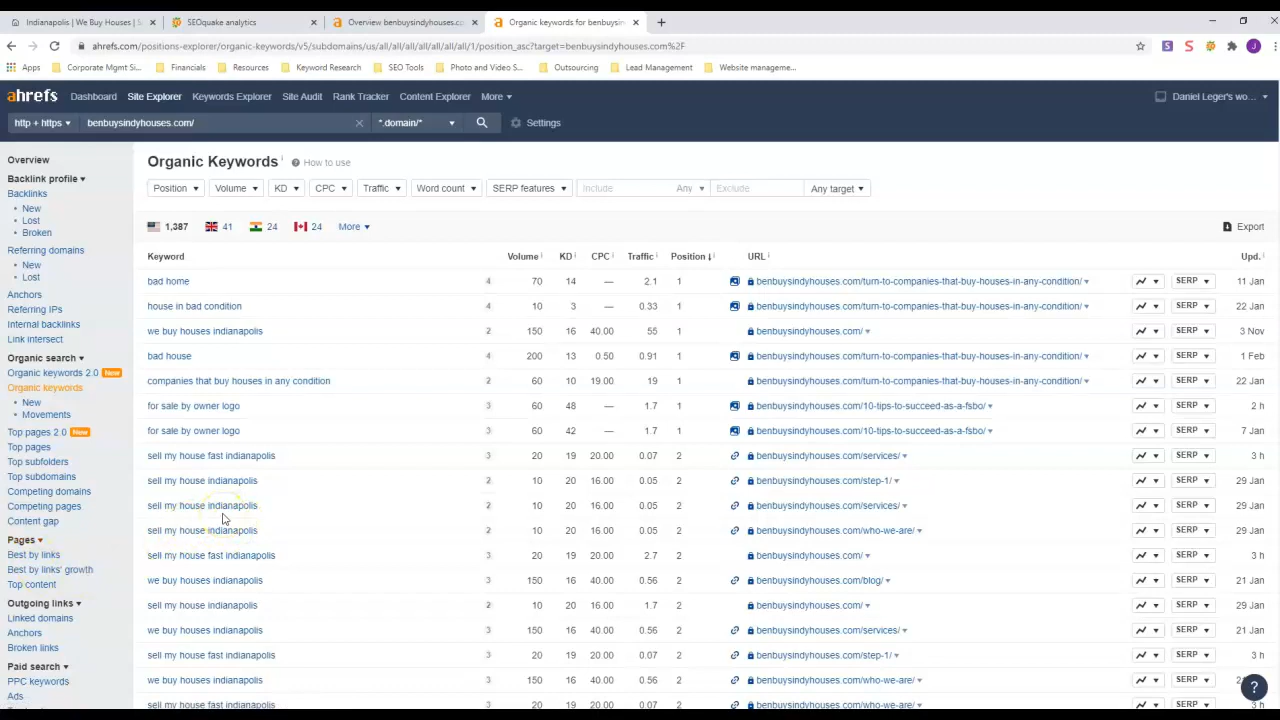 Indianapolis | We Buy Houses | S
SEOquake analytics
Overview benbuysindyhouses.co
Organic keywords for benbuysin
ahrefs.com/positions-explorer/organic-keywords/v5/subdomains/us/all/all/all/all/all/all/1/position_asc?target=benbuysindyhouses.com%2F
Apps Corporate Mgmt Si... Financials Resources Keyword Research SEO Tools Photo and Video S... Outsourcing Lead Management Website manageme...
ahrefs Dashboard Site Explorer Keywords Explorer Site Audit Rank Tracker Content Explorer More Daniel Leger's wo...
http + https benbuysindyhouses.com/ *.domain/* Settings
Overview
Backlink profile
Backlinks
New
Lost
Broken
Referring domains
New
Lost
Anchors
Referring IPs
Internal backlinks
Link intersect
Organic search
Organic keywords 2.0 New
Organic keywords
New
Movements
Top pages 2.0 New
Top pages
Top subfolders
Top subdomains
Competing domains
Competing pages
Content gap
Pages
Best by links
Best by links' growth
Top content
Outgoing links
Linked domains
Anchors
Broken links
Paid search
PPC keywords
Ads
Organic Keywords How to use
Position Volume KD CPC Traffic Word count SERP features Include Any Exclude Any target
1,387 41 24 24 More Export
Keyword Volume KD CPC Traffic Position URL Upd.
bad home 4 70 14 — 2.1 1 benbuysindyhouses.com/turn-to-companies-that-buy-houses-in-any-condition/ SERP 11 Jan
house in bad condition 4 10 3 — 0.33 1 benbuysindyhouses.com/turn-to-companies-that-buy-houses-in-any-condition/ SERP 22 Jan
we buy houses indianapolis 2 150 16 40.00 55 1 benbuysindyhouses.com/ SERP 3 Nov
bad house 4 200 13 0.50 0.91 1 benbuysindyhouses.com/turn-to-companies-that-buy-houses-in-any-condition/ SERP 1 Feb
companies that buy houses in any condition 2 60 10 19.00 19 1 benbuysindyhouses.com/turn-to-companies-that-buy-houses-in-any-condition/ SERP 22 Jan
for sale by owner logo 3 60 48 — 1.7 1 benbuysindyhouses.com/10-tips-to-succeed-as-a-fsbo/ SERP 2 h
for sale by owner logo 3 60 42 — 1.7 1 benbuysindyhouses.com/10-tips-to-succeed-as-a-fsbo/ SERP 7 Jan
sell my house fast indianapolis 3 20 19 20.00 0.07 2 benbuysindyhouses.com/services/ SERP 3 h
sell my house indianapolis 2 10 20 16.00 0.05 2 benbuysindyhouses.com/step-1/ SERP 29 Jan
sell my house indianapolis 2 10 20 16.00 0.05 2 benbuysindyhouses.com/services/ SERP 29 Jan
sell my house indianapolis 2 10 20 16.00 0.05 2 benbuysindyhouses.com/who-we-are/ SERP 29 Jan
sell my house fast indianapolis 3 20 19 20.00 2.7 2 benbuysindyhouses.com/ SERP 3 h
we buy houses indianapolis 3 150 16 40.00 0.56 2 benbuysindyhouses.com/blog/ SERP 21 Jan
sell my house indianapolis 2 10 20 16.00 1.7 2 benbuysindyhouses.com/ SERP 29 Jan
we buy houses indianapolis 3 150 16 40.00 0.56 2 benbuysindyhouses.com/services/ SERP 21 Jan
sell my house fast indianapolis 3 20 19 20.00 0.07 2 benbuysindyhouses.com/step-1/ SERP 3 h
we buy houses indianapolis 3 150 16 40.00 0.56 2 benbuysindyhouses.com/who-we-are/ SERP
sell my house fast indianapolis 3 20 19 20.00 0.07 2 benbuysindyhouses.com/who-we-are/ SERP 3 h